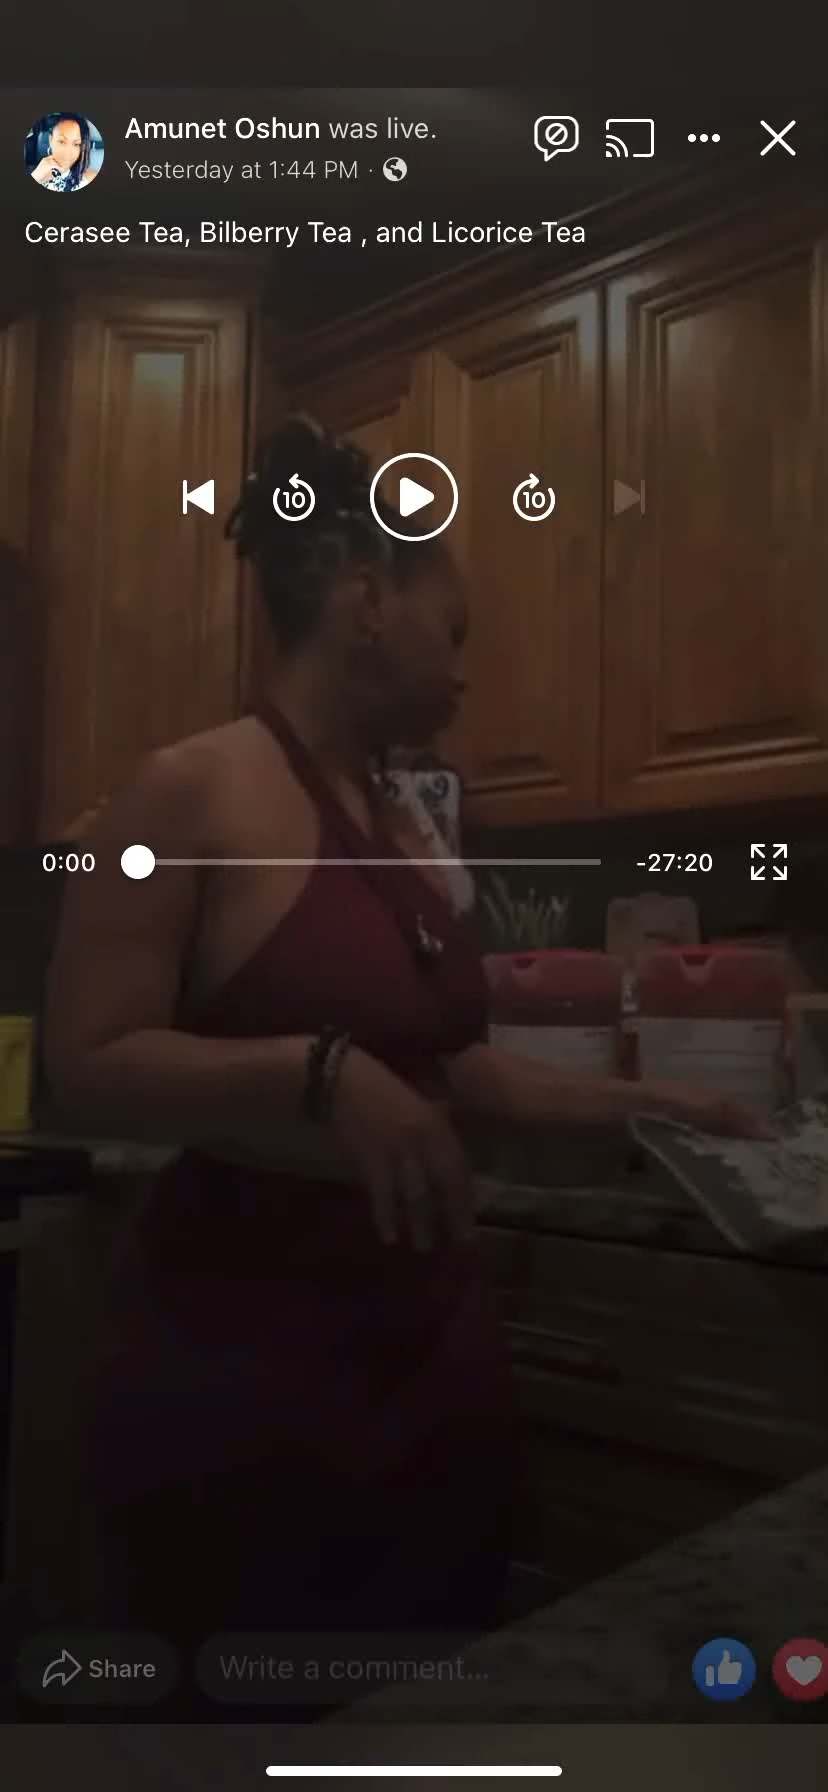 Amunet Oshun was live.
Yesterday at 1:44 PM ·
Cerasee Tea, Bilberry Tea , and Licorice Tea
10
10
0:00
-27:20
Share
Write a comment...